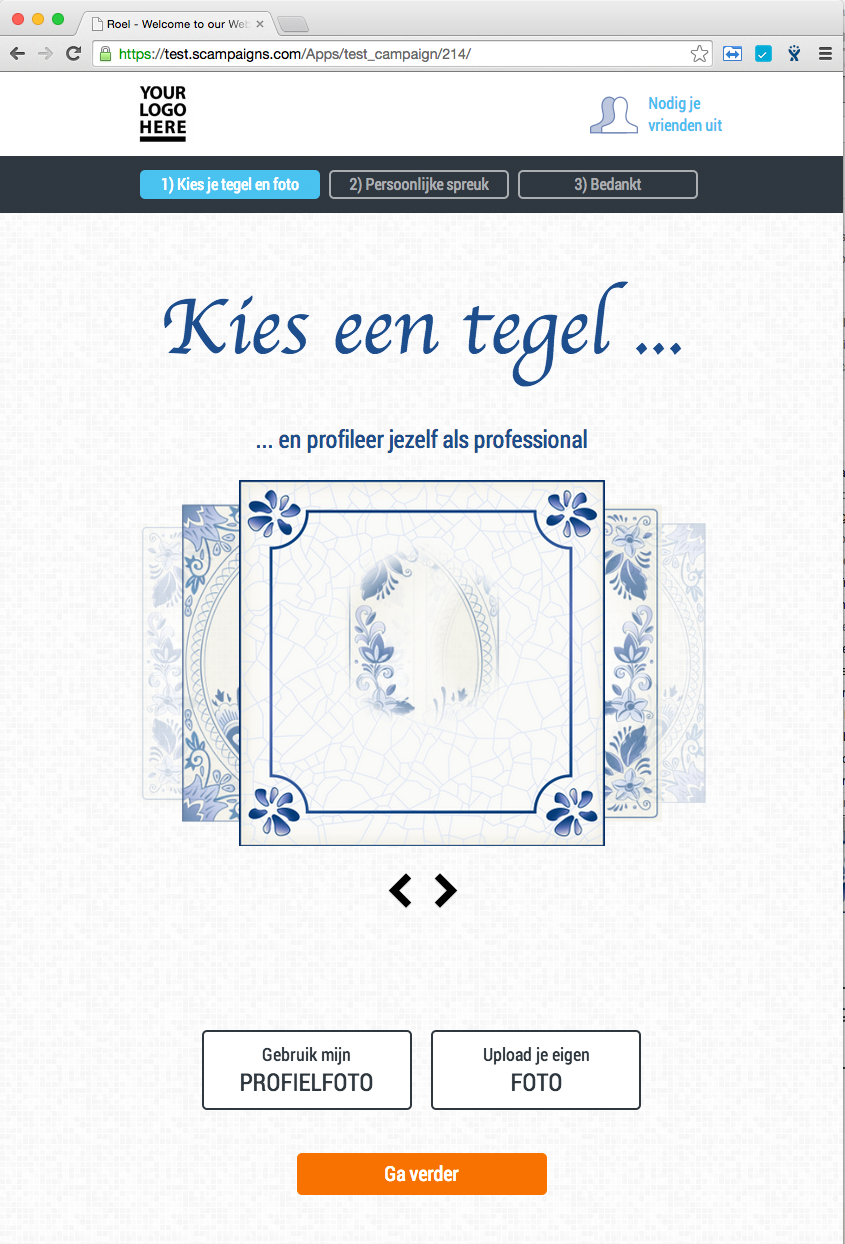 Roel - Welcome to our Web
https://test.scampaigns.com/Apps/test_campaign/214/
YOUR
LOGO
HERE
Nodig je
vrienden uit
1) Kies je tegel en foto
2) Persoonlijke spreuk
3) Bedankt
Kies een tegel ...
... en profileer jezelf als professional
Gebruik mijn
PROFIELFOTO
Upload je eigen
FOTO
Ga verder